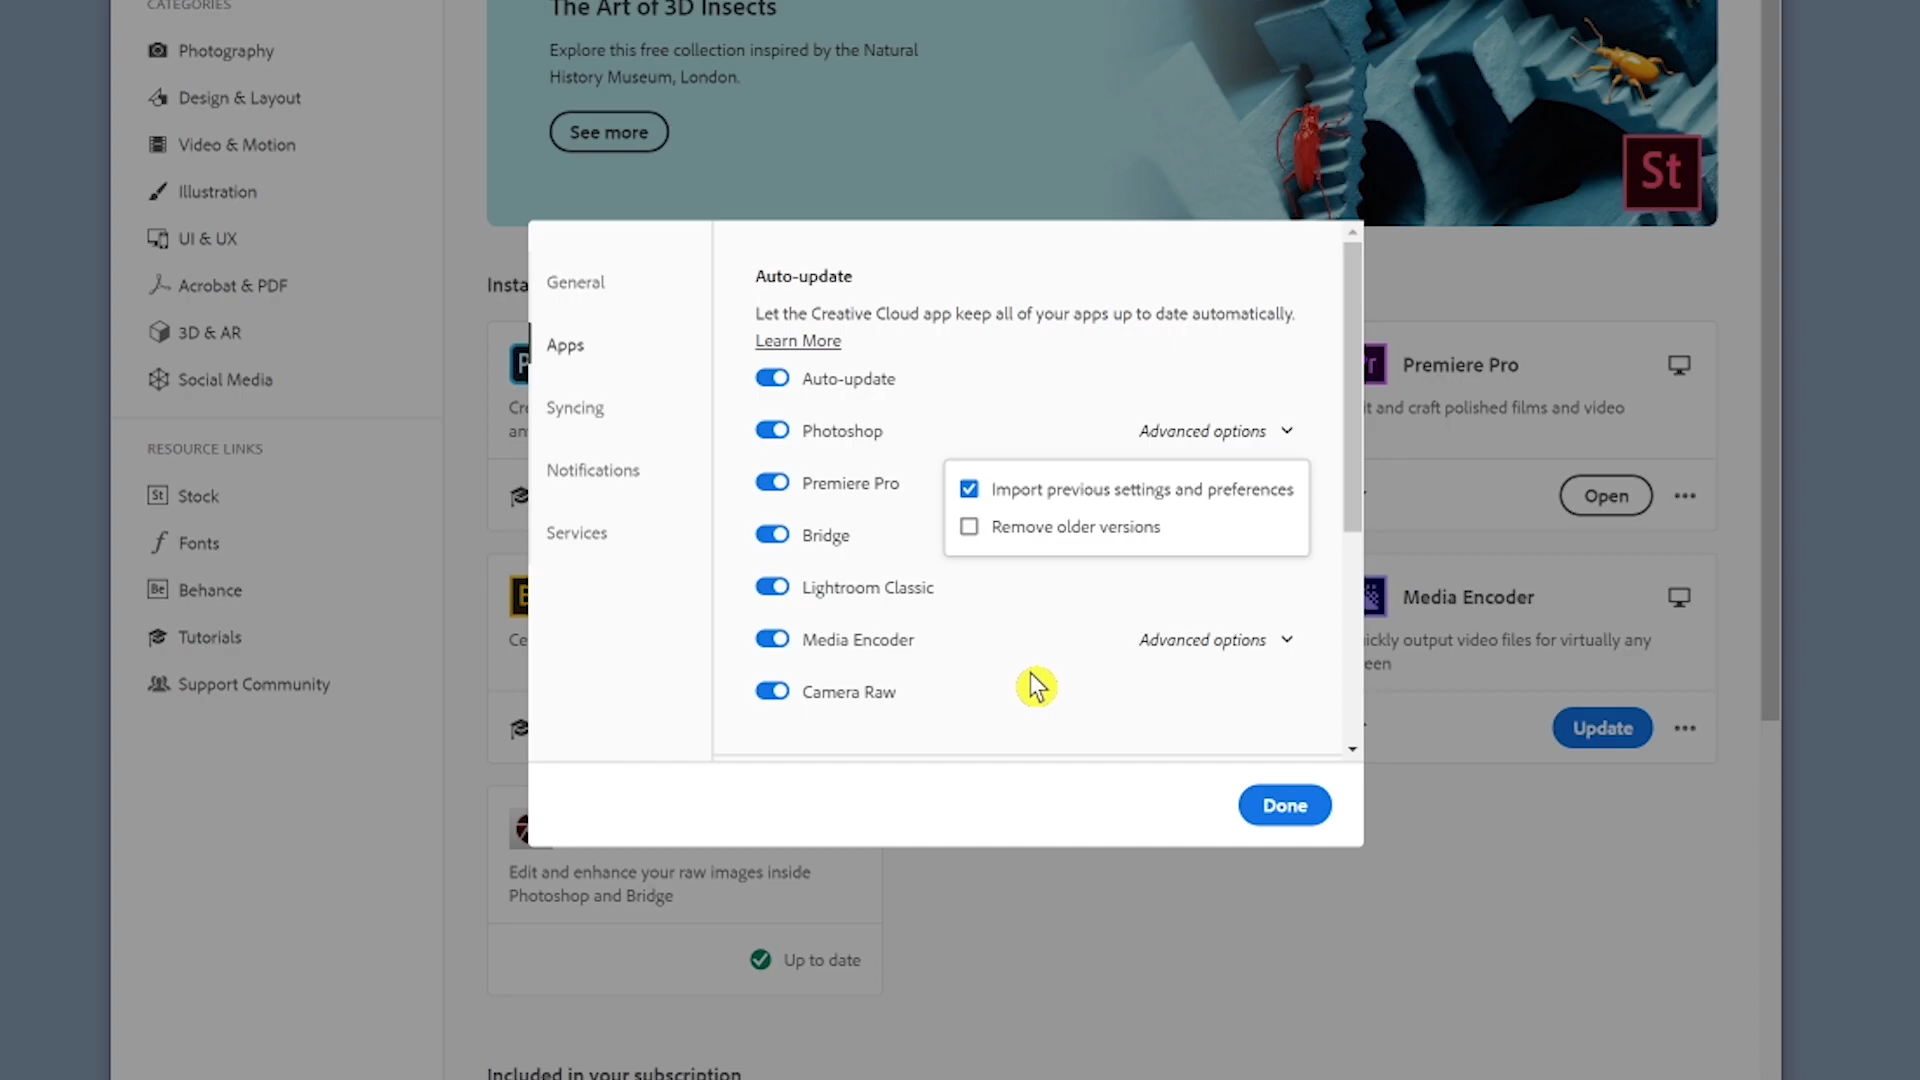 CATEGORIES
Photography
Design & Layout
Video & Motion
Illustration
UI & UX
Acrobat & PDF
3D & AR
Social Media
RESOURCE LINKS
St Stock
Fonts
Be Behance
Tutorials
Support Community
The Art of 3D Insects
Explore this free collection inspired by the Natural
History Museum, London.
See more
St
Insta
Cre
an
Ce
General
Apps
Syncing
Notifications
Services
Auto-update
Let the Creative Cloud app keep all of your apps up to date automatically.
Learn More
Auto-update
Photoshop Advanced options
Premiere Pro
Import previous settings and preferences
Remove older versions
Bridge
Lightroom Classic
Media Encoder Advanced options
Camera Raw
Done
Premiere Pro
it and craft polished films and video
Open
Media Encoder
ickly output video files for virtually any
een
Update
Edit and enhance your raw images inside
Photoshop and Bridge
Up to date
Included in your subscription